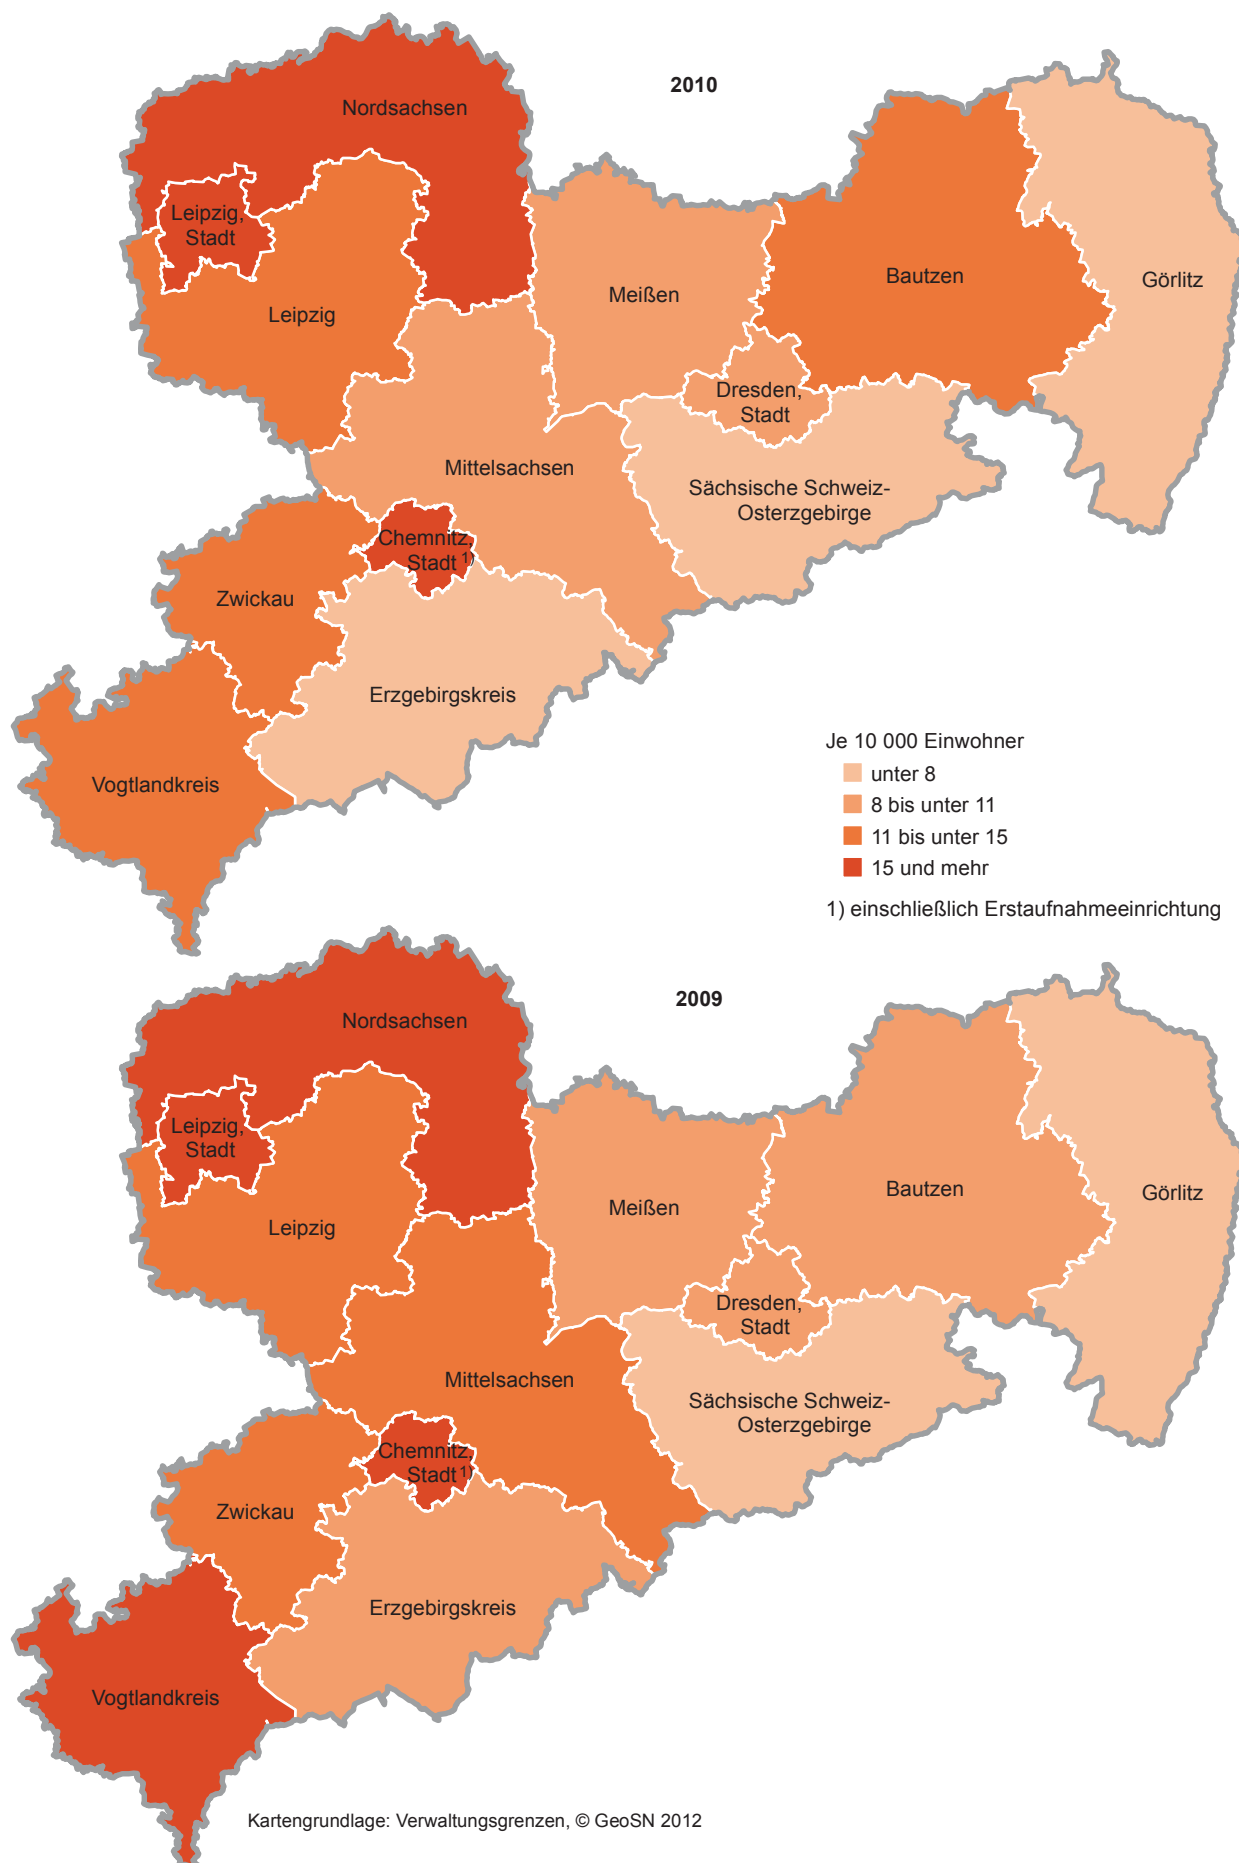 2010
Nordsachsen
Leipzig,
Stadt
Leipzig
Meißen
Bautzen
Görlitz
Dresden,
Stadt
Mittelsachsen
Sächsische Schweiz-
Osterzgebirge
Chemnitz,
Stadt 1)
Zwickau
Erzgebirgskreis
Vogtlandkreis
Je 10 000 Einwohner
unter 8
8 bis unter 11
11 bis unter 15
15 und mehr
1) einschließlich Erstaufnahmeeinrichtung
2009
Nordsachsen
Leipzig,
Stadt
Leipzig
Meißen
Bautzen
Görlitz
Dresden,
Stadt
Mittelsachsen
Sächsische Schweiz-
Osterzgebirge
Chemnitz,
Stadt 1)
Zwickau
Erzgebirgskreis
Vogtlandkreis
Kartengrundlage: Verwaltungsgrenzen, © GeoSN 2012